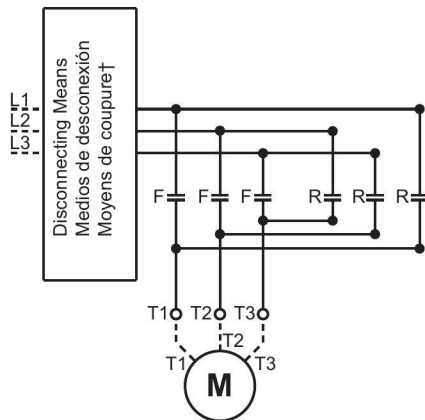 L1
L2
L3
Disconnecting Means
Medios de desconexión
Moyens de coupure†
F
F
F
R
R
R
T1
T2
T3
T2
T1
T3
M